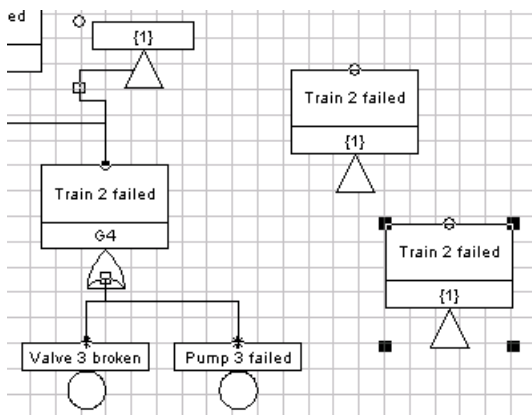 ed
{1}
Train 2 failed
{1}
Train 2 failed
G4
Train 2 failed
{1}
Valve 3 broken
Pump 3 failed